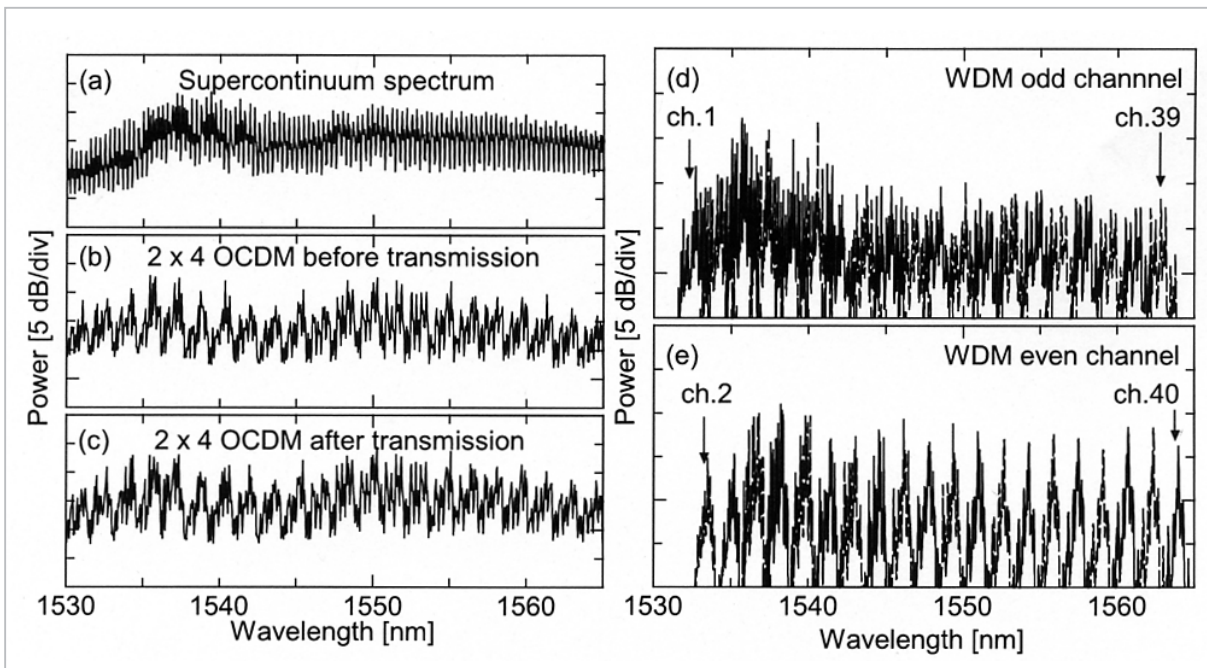 (a)
Supercontinuum spectrum
(b)
2 x 4 OCDM before transmission
(c)
2 x 4 OCDM after transmission
Power [5 dB/div]
1530
1540
1550
1560
Wavelength [nm]
(d)
WDM odd channnel
ch.1
ch.39
(e)
WDM even channel
ch.2
ch.40
Power [5 dB/div]
1530
1540
1550
1560
Wavelength [nm]